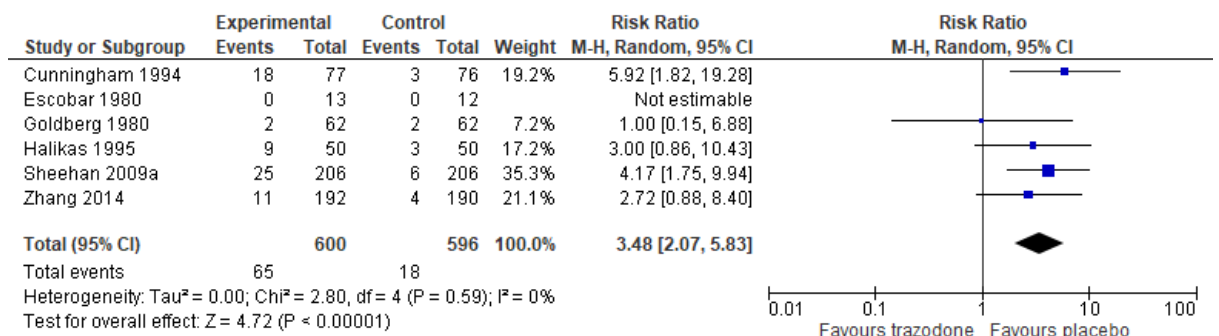 Experimental Control Risk Ratio Risk Ratio
Study or Subgroup Events Total Events Total Weight M-H, Random, 95% CI M-H, Random, 95% CI
Cunningham 1994 18 77 3 76 19.2% 5.92 [1.82, 19.28]
Escobar 1980 0 13 0 12 Not estimable
Goldberg 1980 2 62 2 62 7.2% 1.00 [0.15, 6.88]
Halikas 1995 9 50 3 50 17.2% 3.00 [0.86, 10.43]
Sheehan 2009a 25 206 6 206 35.3% 4.17 [1.75, 9.94]
Zhang 2014 11 192 4 190 21.1% 2.72 [0.88, 8.40]
Total (95% CI) 600 596 100.0% 3.48 [2.07, 5.83]
Total events 65 18
Heterogeneity: Tau² = 0.00; Chi² = 2.80, df = 4 (P = 0.59); I² = 0%
Test for overall effect: Z = 4.72 (P < 0.00001)
0.01 0.1 1 10 100
Favours trazodone Favours placebo